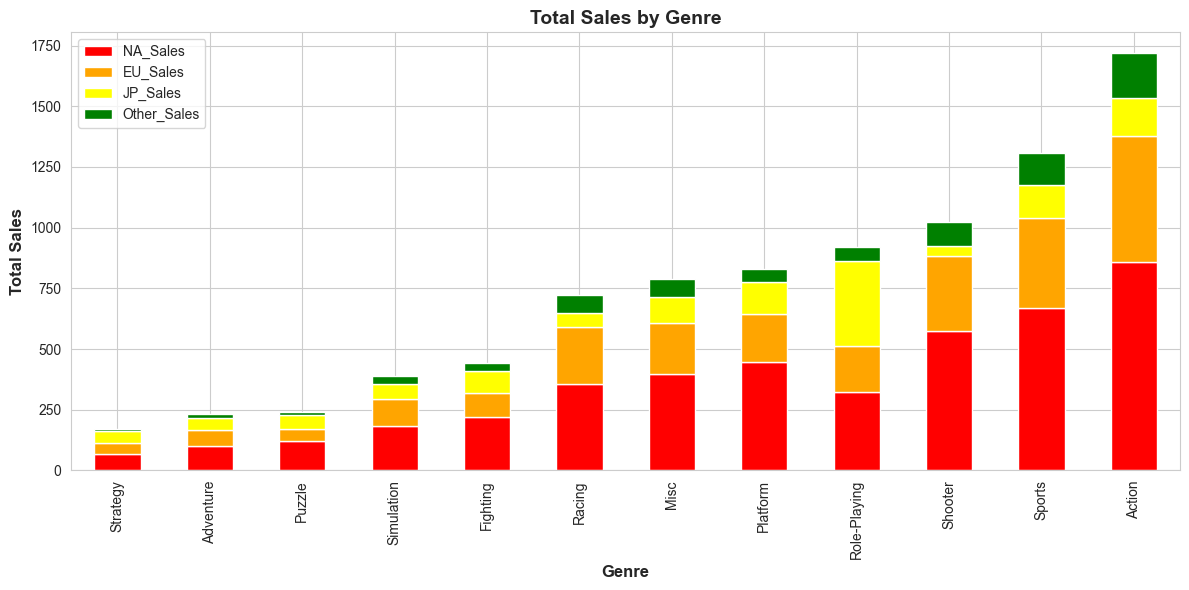 Total Sales by Genre
NA_Sales
EU_Sales
JP_Sales
Other_Sales
Total Sales
1750
1500
1250
1000
750
500
250
0
Strategy
Adventure
Puzzle
Simulation
Fighting
Racing
Misc
Platform
Role-Playing
Shooter
Sports
Action
Genre